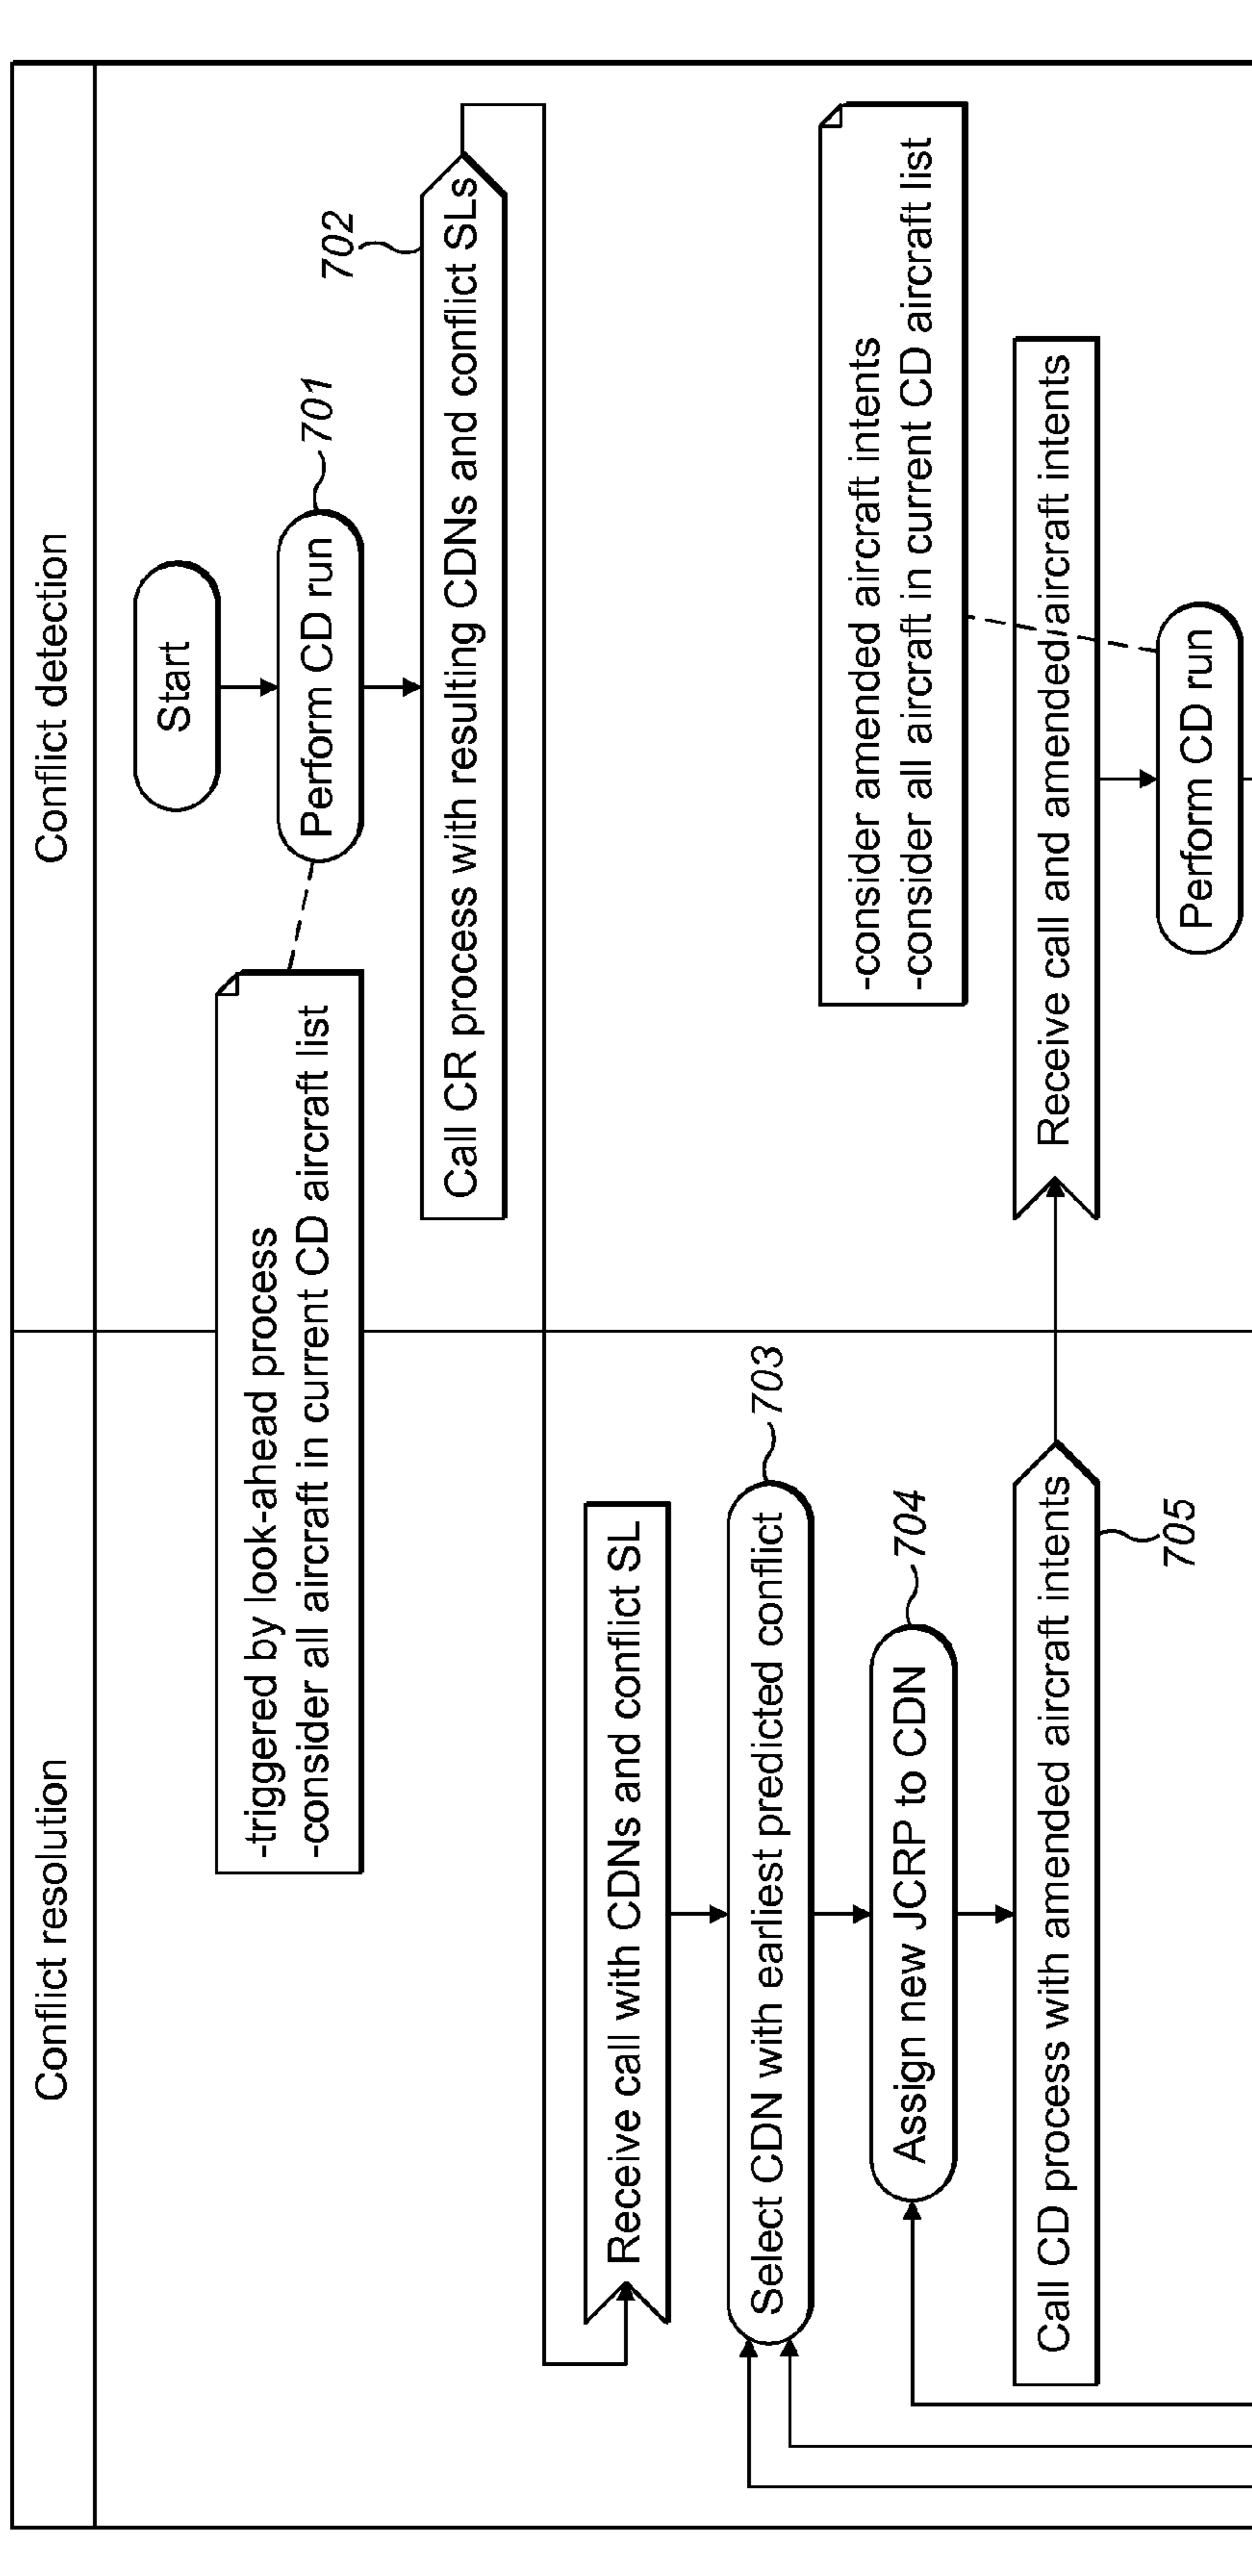 Conflict resolution
Conflict detection
Start
Perform CD run
701
-triggered by look-ahead process
-consider all aircraft in current CD aircraft list
702
Call CR process with resulting CDNs and conflict SLs
Receive call with CDNs and conflict SL
Select CDN with earliest predicted conflict
703
Assign new JCRP to CDN
704
Call CD process with amended aircraft intents
705
-consider amended aircraft intents
-consider all aircraft in current CD aircraft list
Receive call and amended aircraft intents
Perform CD run